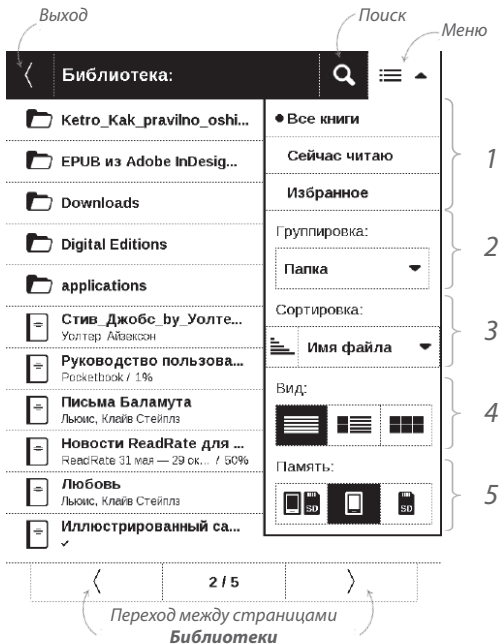 Выход
Поиск
Меню
Библиотека:
Ketro_Kak_pravilno_oshi...
EPUB из Adobe InDesig...
Downloads
Digital Editions
applications
Стив_Джобс_by_Уолте...
Уолтер Айзексон
Руководство пользова...
Pocketbook / 1%
Письма Баламута
Льюис, Клайв Стейплз
Новости ReadRate для ...
ReadRate 31 мая — 29 ок... / 50%
Любовь
Льюис, Клайв Стейплз
Иллюстрированный са...
Все книги
Сейчас читаю
Избранное
1
Группировка:
Папка
2
Сортировка:
Имя файла
3
Вид:
4
Память:
SD
SD
5
2 / 5
Переход между страницами
Библиотеки